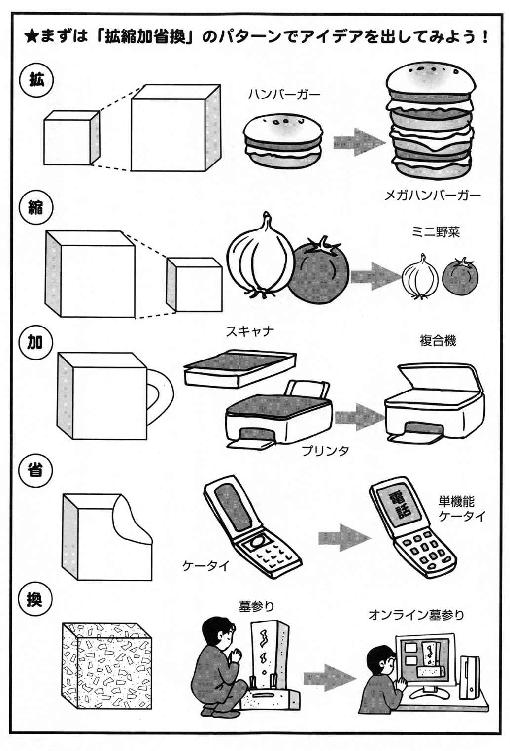 ★まずは「拡縮加省換」のパターンでアイデアを出してみよう！
拡
ハンバーガー
メガハンバーガー
縮
ミニ野菜
加
スキャナ
複合機
プリンタ
省
電話
単機能
ケータイ
ケータイ
換
墓参り
オンライン墓参り